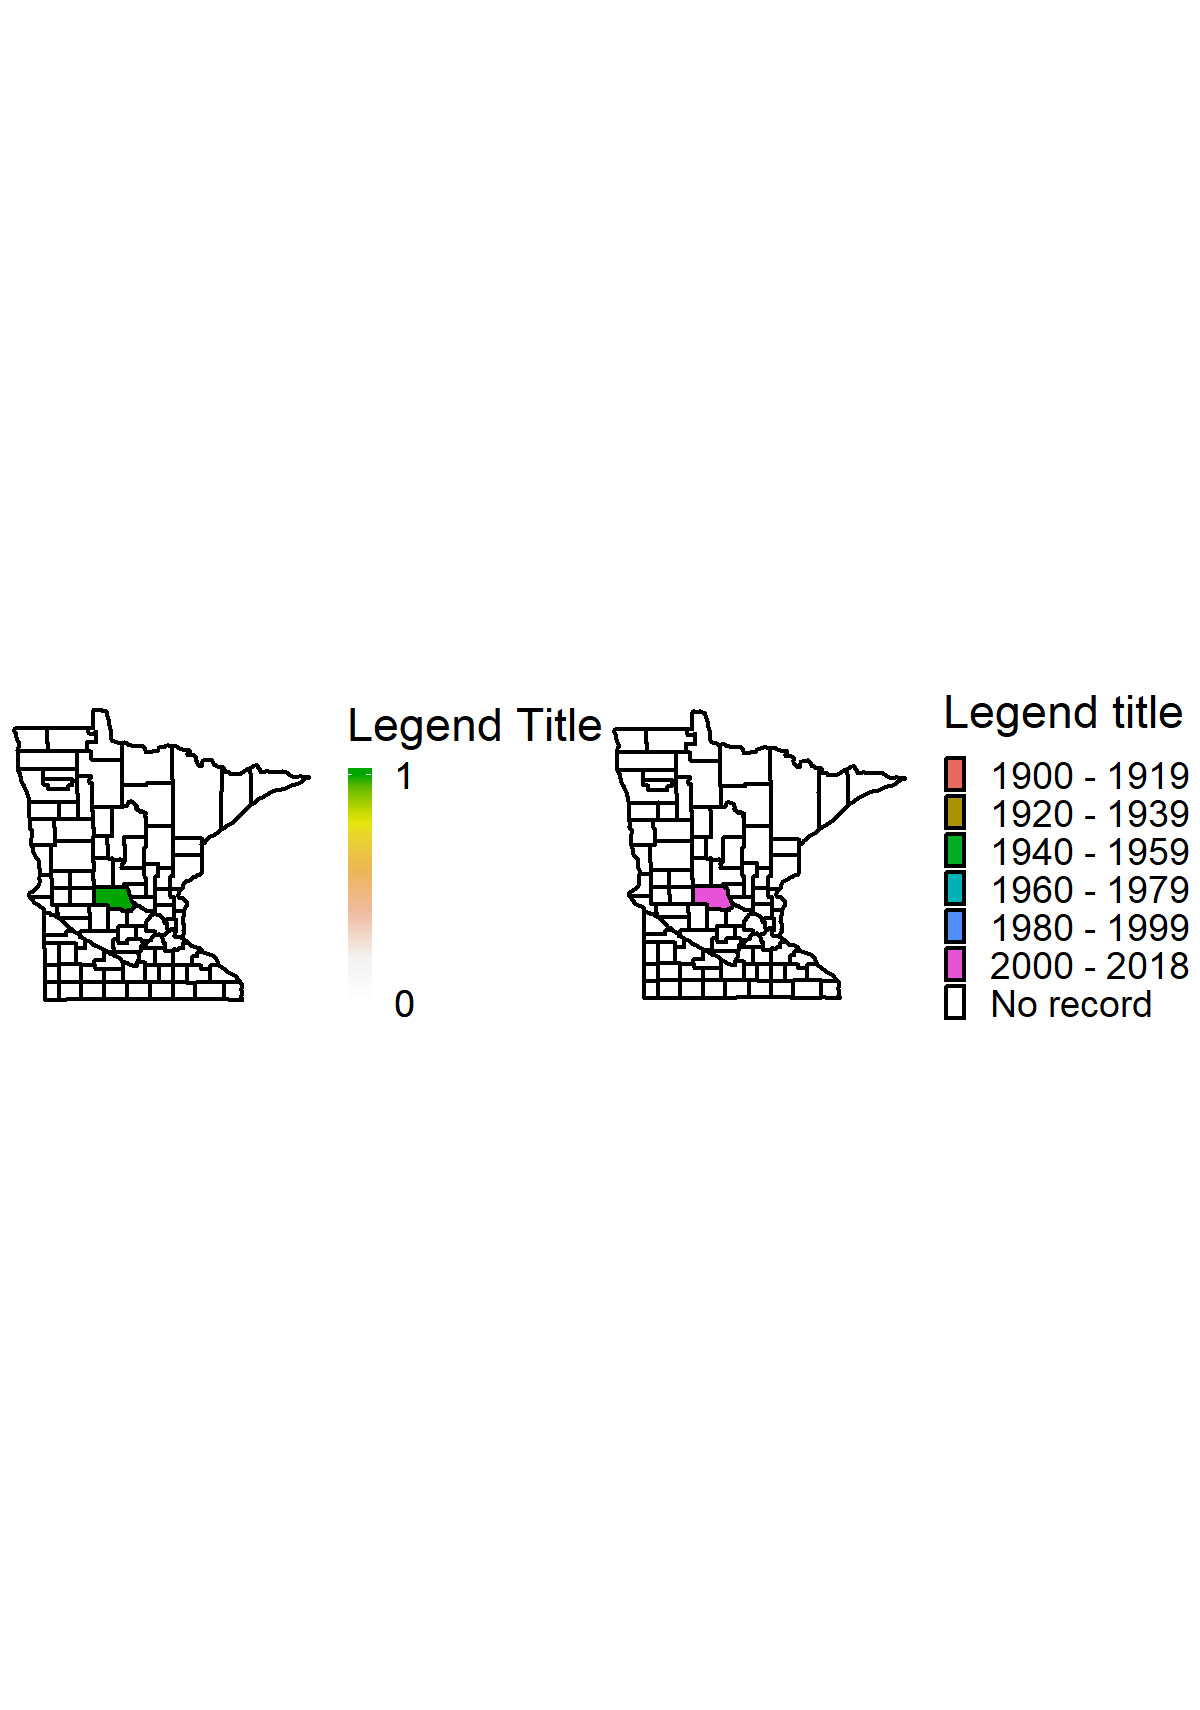 Legend Title
1
0
Legend title
1900 - 1919
1920 - 1939
1940 - 1959
1960 - 1979
1980 - 1999
2000 - 2018
No record